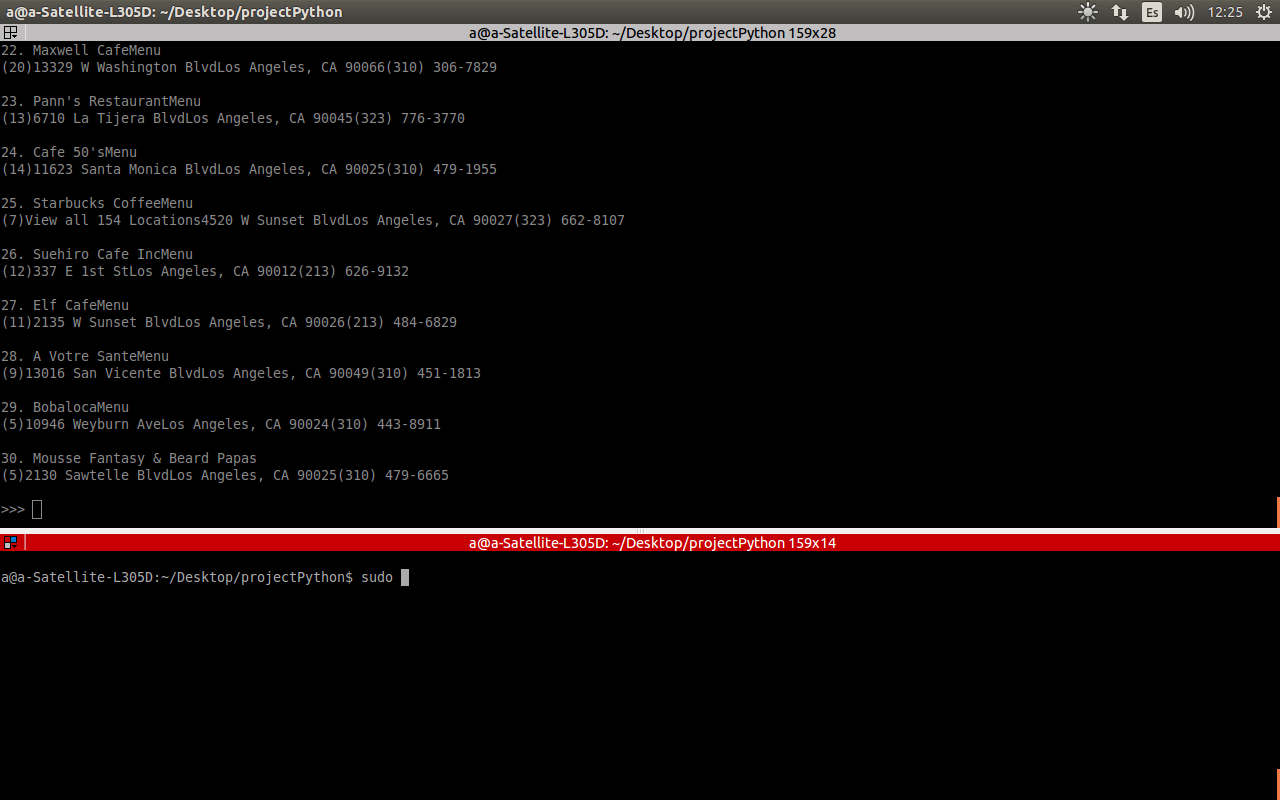 a@a-Satellite-L305D: ~/Desktop/projectPython
Es
12:25
a@a-Satellite-L305D: ~/Desktop/projectPython 159x28
22. Maxwell CafeMenu
(20)13329 W Washington BlvdLos Angeles, CA 90066(310) 306-7829
23. Pann's RestaurantMenu
(13)6710 La Tijera BlvdLos Angeles, CA 90045(323) 776-3770
24. Cafe 50'sMenu
(14)11623 Santa Monica BlvdLos Angeles, CA 90025(310) 479-1955
25. Starbucks CoffeeMenu
(7)View all 154 Locations4520 W Sunset BlvdLos Angeles, CA 90027(323) 662-8107
26. Suehiro Cafe IncMenu
(12)337 E 1st StLos Angeles, CA 90012(213) 626-9132
27. Elf CafeMenu
(11)2135 W Sunset BlvdLos Angeles, CA 90026(213) 484-6829
28. A Votre SanteMenu
(9)13016 San Vicente BlvdLos Angeles, CA 90049(310) 451-1813
29. BobalocaMenu
(5)10946 Weyburn AveLos Angeles, CA 90024(310) 443-8911
30. Mousse Fantasy & Beard Papas
(5)2130 Sawtelle BlvdLos Angeles, CA 90025(310) 479-6665
>>>
a@a-Satellite-L305D: ~/Desktop/projectPython 159x14
a@a-Satellite-L305D:~/Desktop/projectPython$ sudo